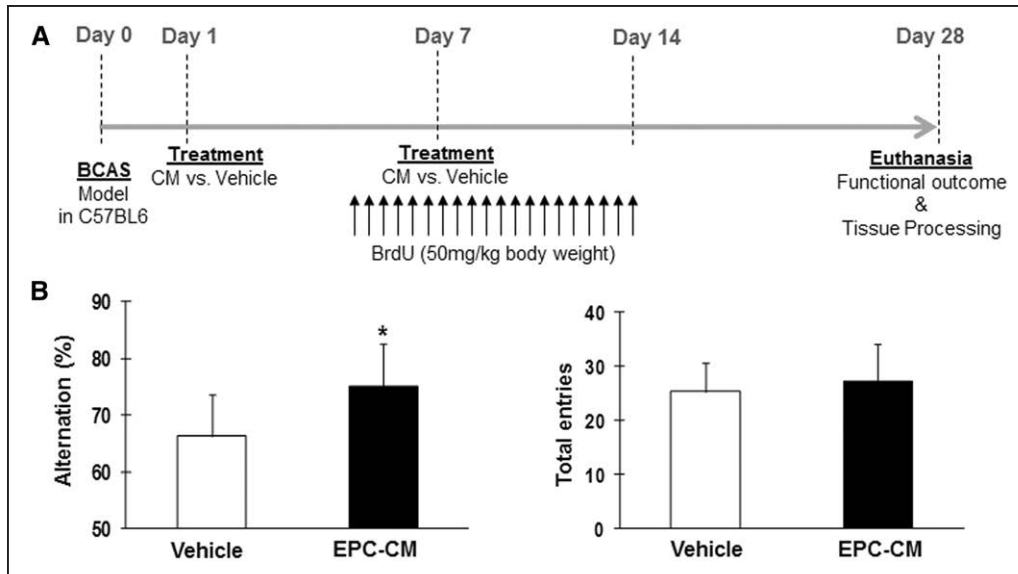 A
Day 0 Day 1 Day 7 Day 14 Day 28
BCAS
Model
in C57BL6
Treatment
CM vs. Vehicle
Treatment
CM vs. Vehicle
BrdU (50mg/kg body weight)
Euthanasia
Functional outcome
&
Tissue Processing
B
Alternation (%)
90
80
70
60
50
*
Vehicle EPC-CM
Total entries
40
30
20
10
0
Vehicle EPC-CM